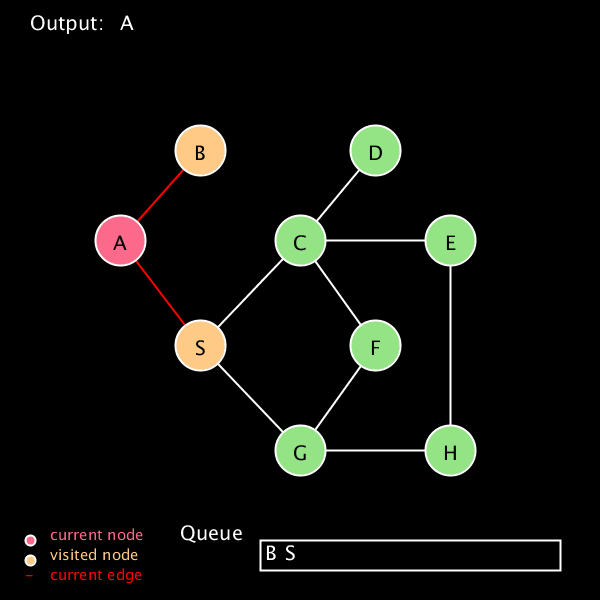 Output: A
B
D
A
C
E
S
F
G
H
current node
visited node
current edge
Queue
B S